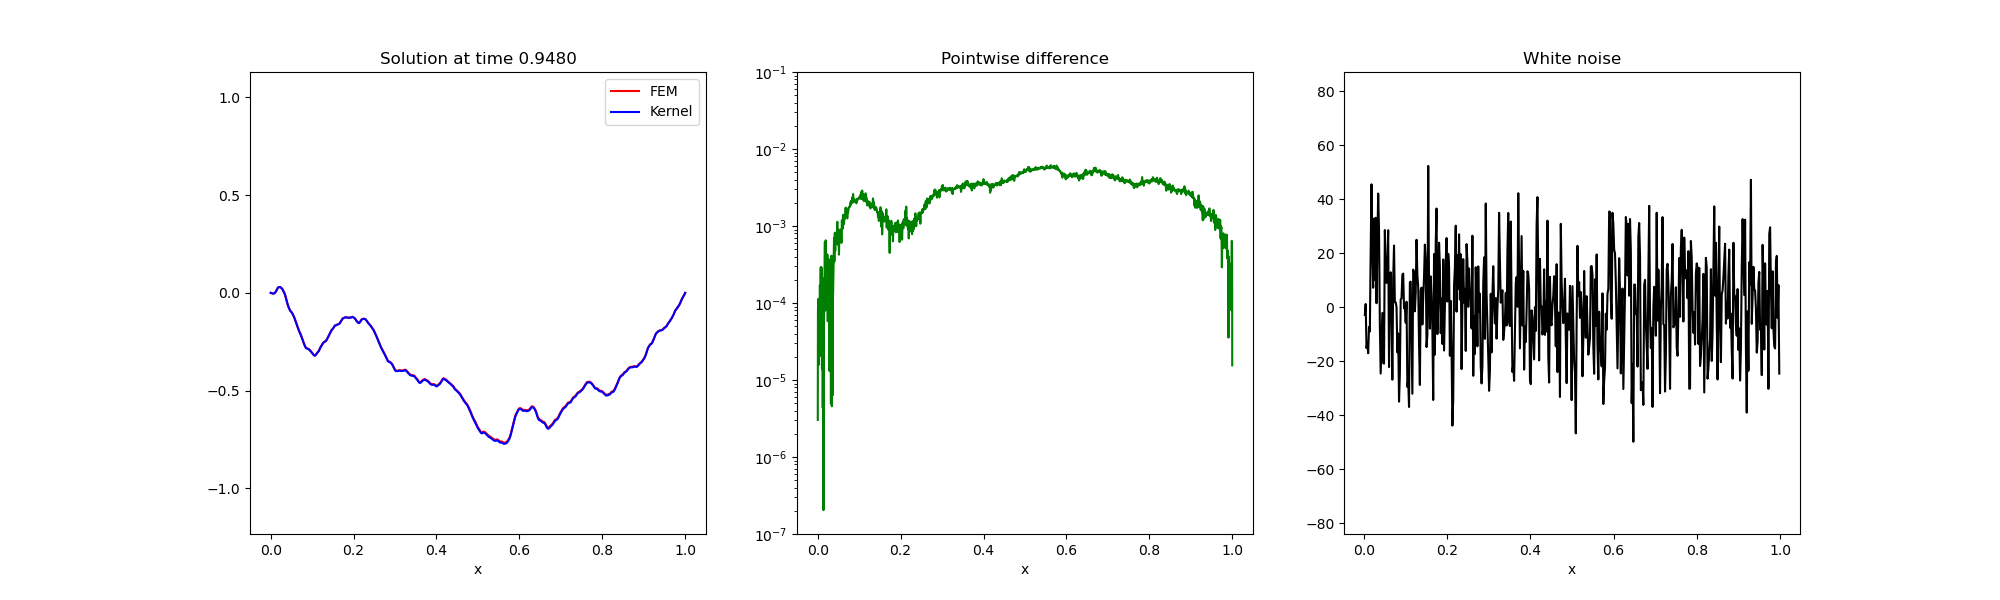 Solution at time 0.9480
1.0
0.5
0.0
−0.5
−1.0
0.0 0.2 0.4 0.6 0.8 1.0
x
FEM
Kernel
Pointwise difference
10⁻¹
10⁻²
10⁻³
10⁻⁴
10⁻⁵
10⁻⁶
10⁻⁷
0.0 0.2 0.4 0.6 0.8 1.0
x
White noise
80
60
40
20
0
−20
−40
−60
−80
0.0 0.2 0.4 0.6 0.8 1.0
x